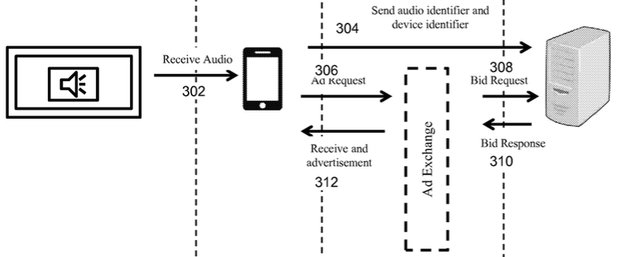 Send audio identifier and
device identifier
304
Receive Audio
302
306
Ad Request
308
Bid Request
Bid Response
310
Receive and
advertisement
312
Ad Exchange